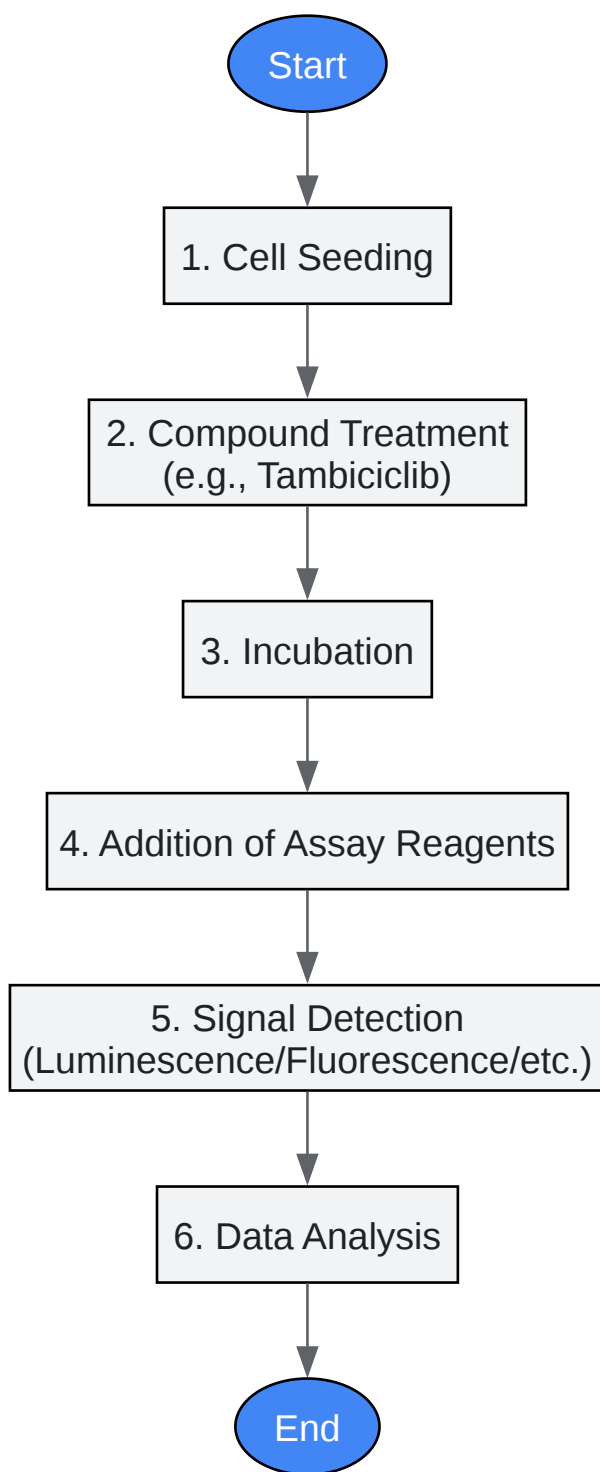 Start
1. Cell Seeding
2. Compound Treatment
(e.g., Tambiciclib)
3. Incubation
4. Addition of Assay Reagents
5. Signal Detection
(Luminescence/Fluorescence/etc.)
6. Data Analysis
End